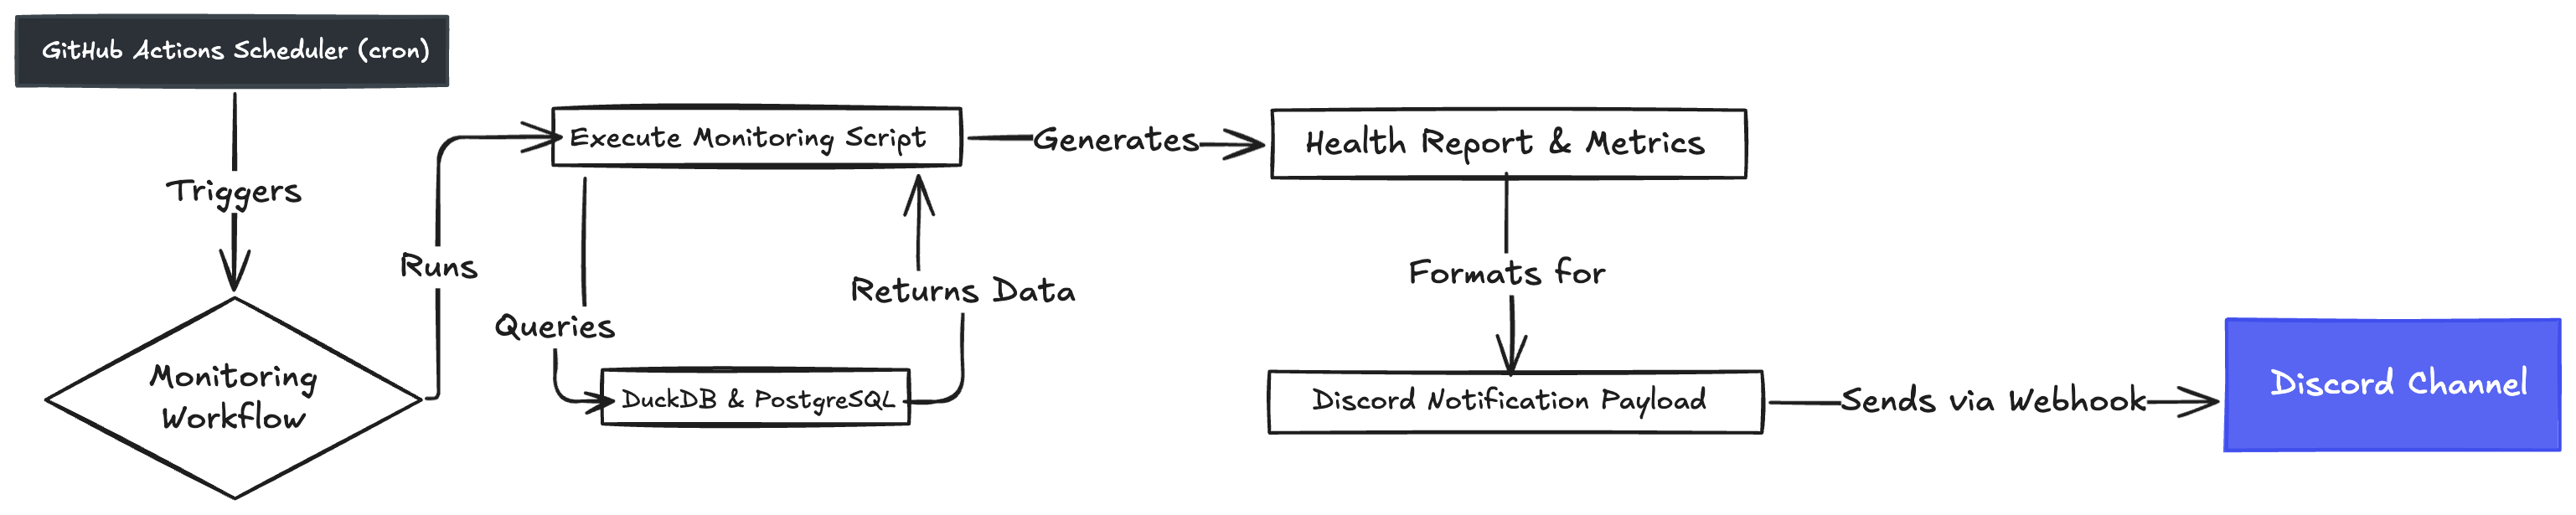 GitHub Actions Scheduler (cron)
Triggers
Monitoring
Workflow
Runs
Execute Monitoring Script
Queries
DuckDB & PostgreSQL
Returns Data
Generates
Health Report & Metrics
Formats for
Discord Notification Payload
Sends via Webhook
Discord Channel